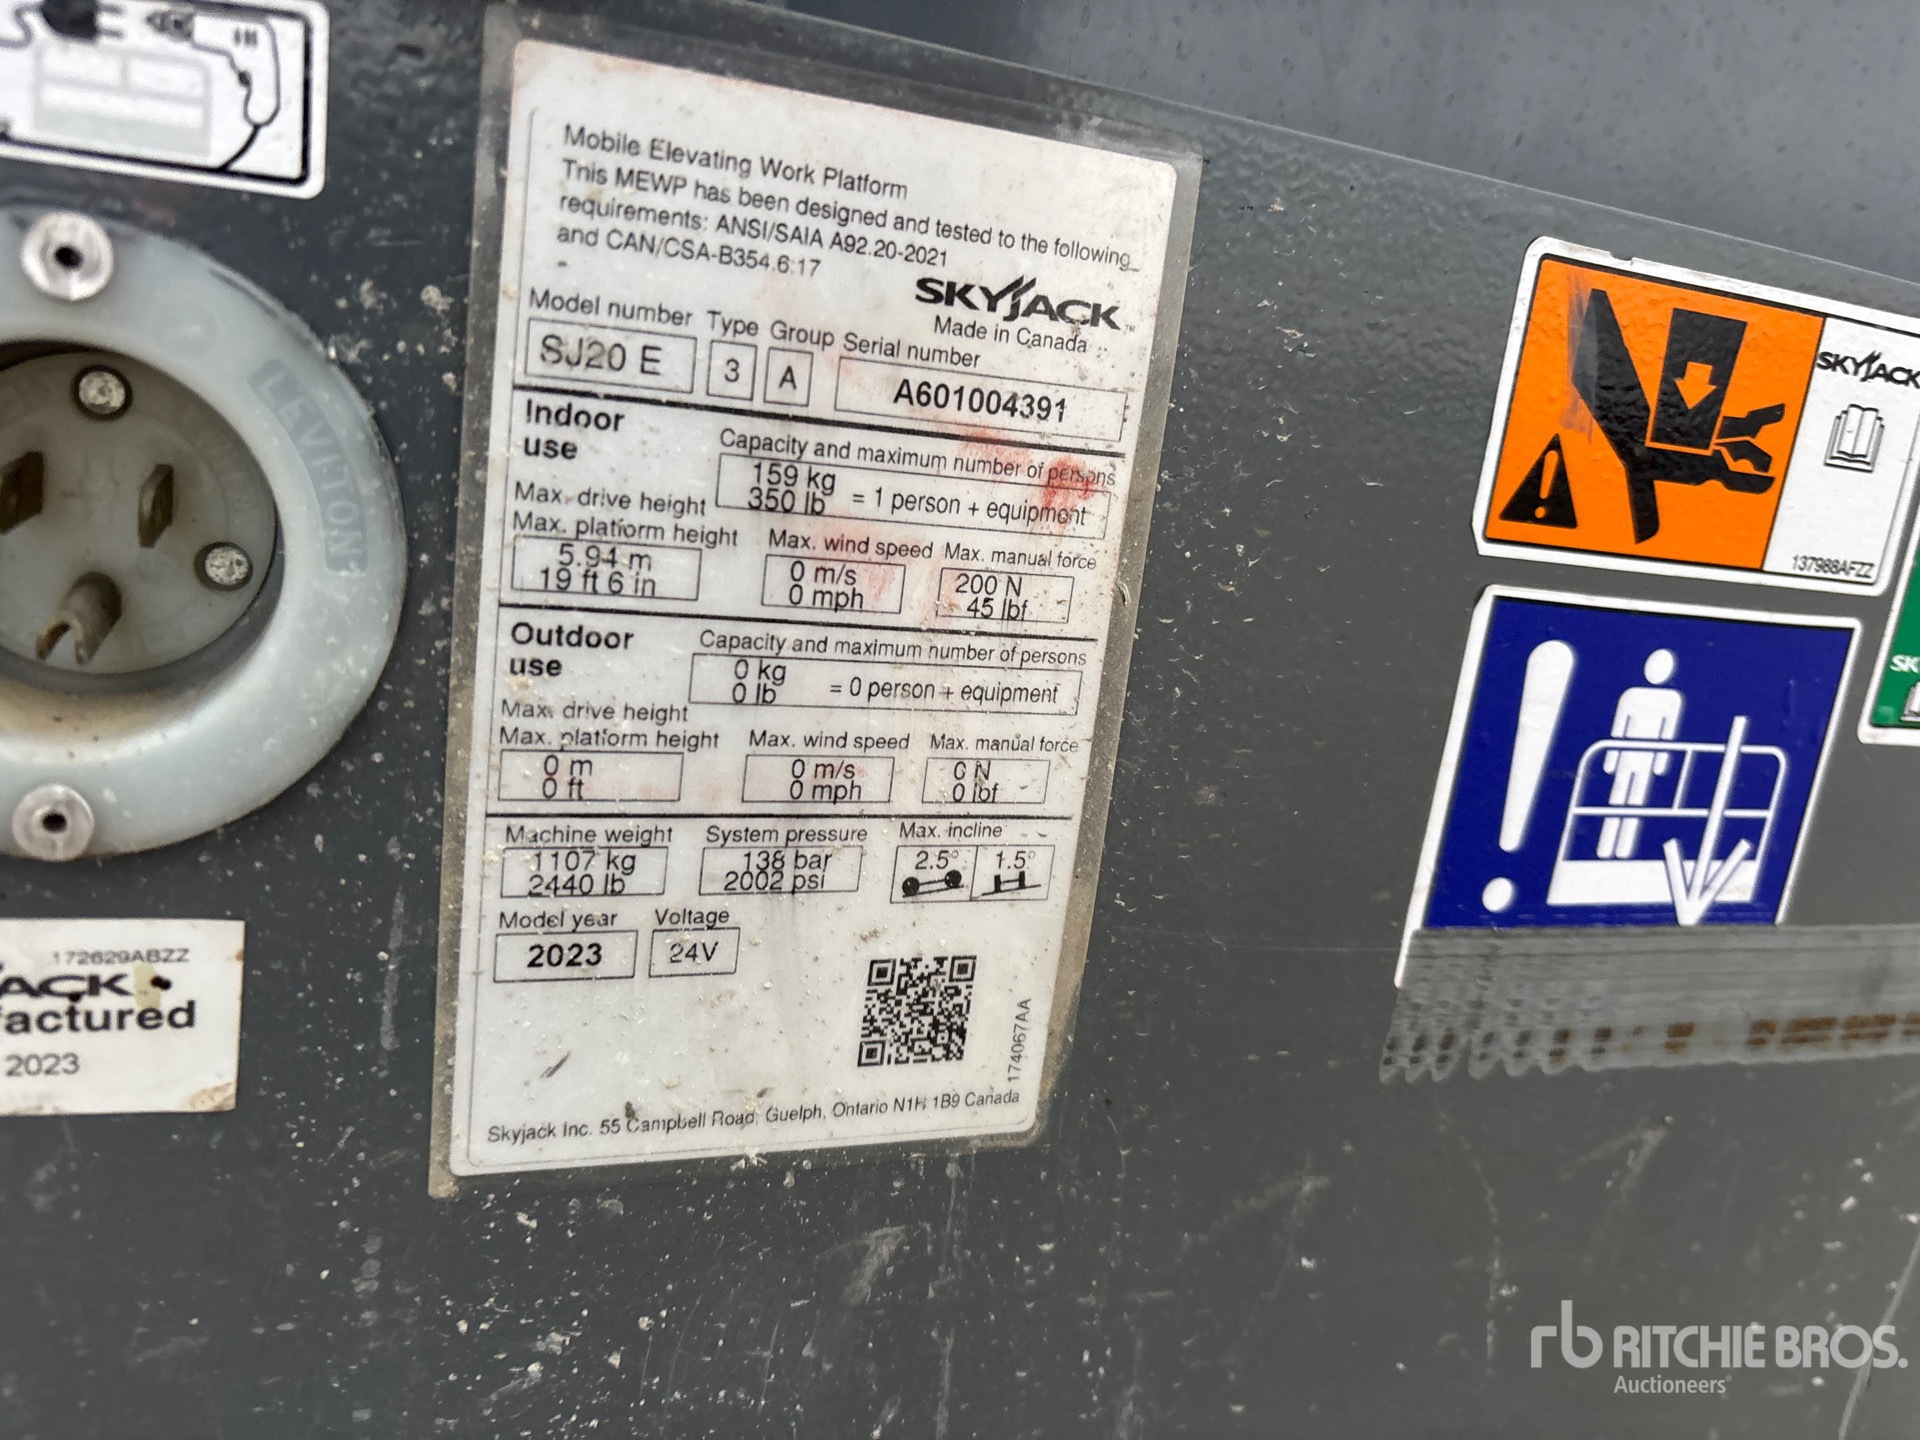 Mobile Elevating Work Platform
This MEWP has been designed and tested to the following
requirements: ANSI/SAIA A92.20-2021
and CAN/CSA-B354.6:17
SKYJACK™
Made in Canada
Model number Type Group Serial number
SJ20 E 3 A A601004391
Indoor
use
Capacity and maximum number of persons
159 kg
350 lb = 1 person + equipment
Max. drive height
Max. platform height Max. wind speed Max. manual force
5.94 m 0 m/s 200 N
19 ft 6 in 0 mph 45 lbf
Outdoor
use
Capacity and maximum number of persons
0 kg
0 lb = 0 person + equipment
Max. drive height
Max. platform height Max. wind speed Max. manual force
0 m 0 m/s 0 N
0 ft 0 mph 0 lbf
Machine weight System pressure Max. incline
1107 kg 138 bar 2.5° 1.5°
2440 lb 2002 psi
Model year Voltage
2023 24V
174067AA
Skyjack Inc. 55 Campbell Road, Guelph, Ontario N1H 1B9 Canada
LEVITON
172629ABZZ
ACK
actured
2023
SKYJACK
137988AFZZ
SK
rb RITCHIE BROS.
Auctioneers